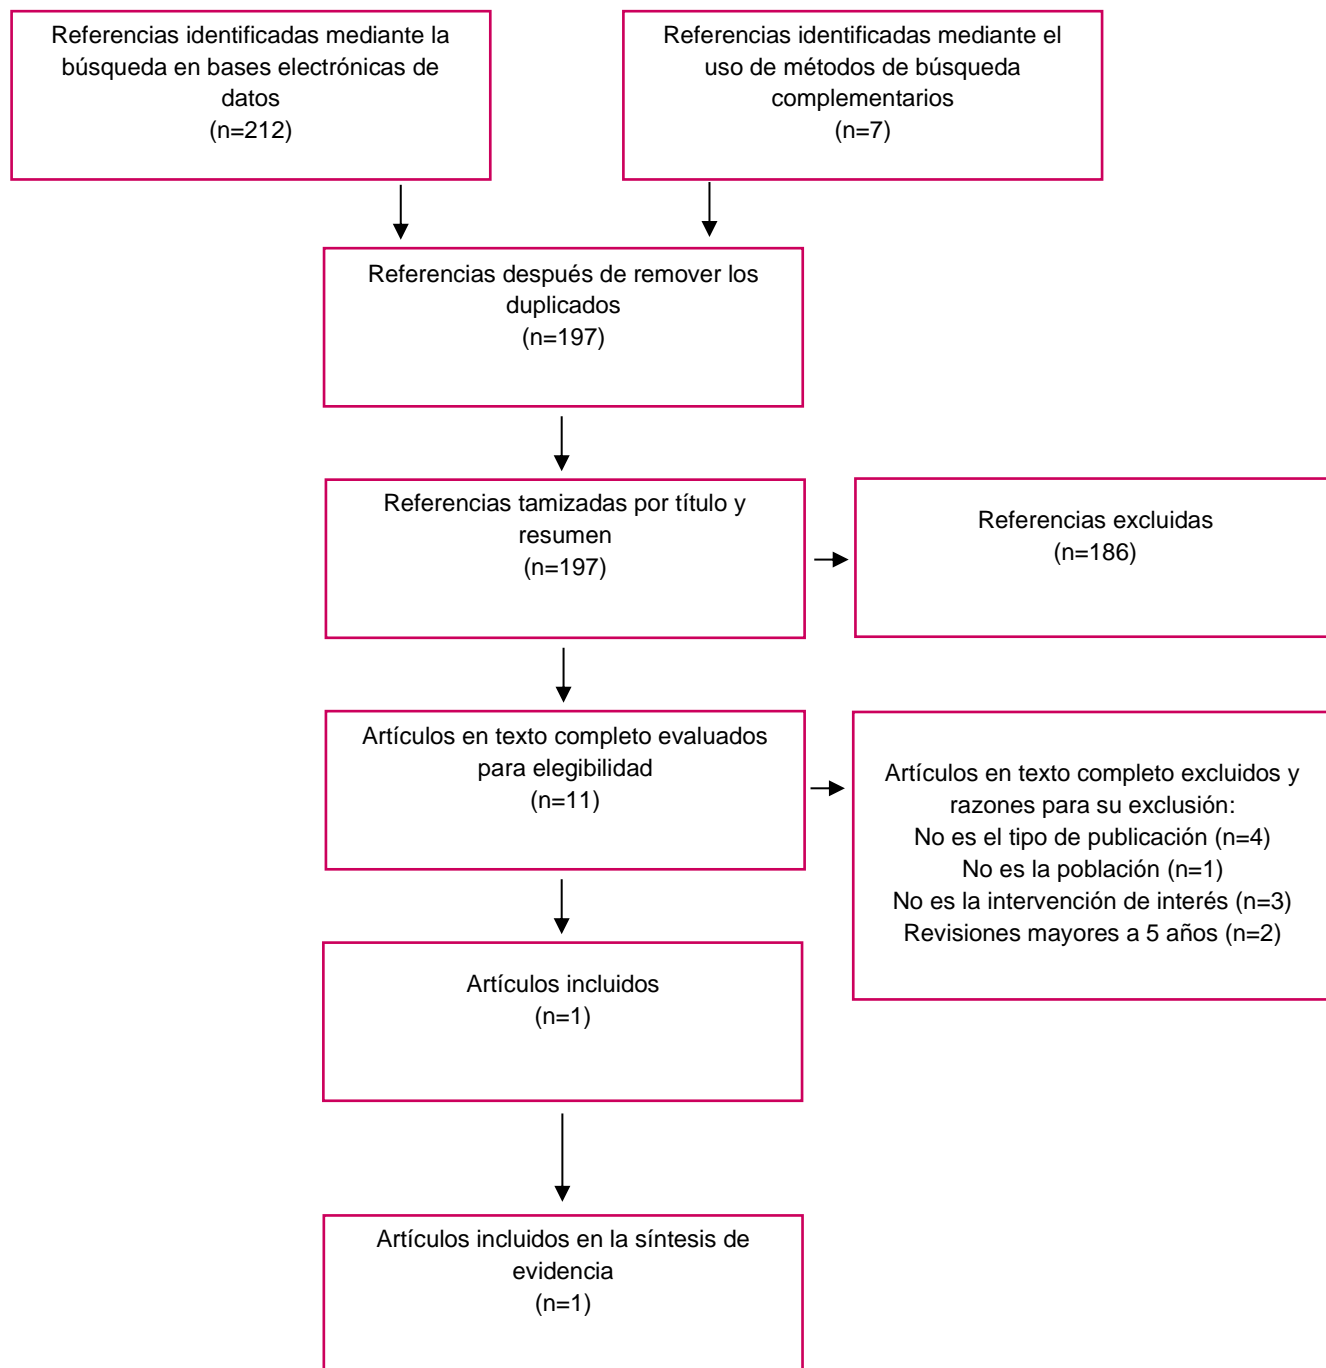 Referencias identificadas mediante la
búsqueda en bases electrónicas de
datos
(n=212)
Referencias identificadas mediante el
uso de métodos de búsqueda
complementarios
(n=7)
Referencias después de remover los
duplicados
(n=197)
Referencias tamizadas por título y
resumen
(n=197)
Referencias excluidas
(n=186)
Artículos en texto completo evaluados
para elegibilidad
(n=11)
Artículos en texto completo excluidos y
razones para su exclusión:
No es el tipo de publicación (n=4)
No es la población (n=1)
No es la intervención de interés (n=3)
Revisiones mayores a 5 años (n=2)
Artículos incluidos
(n=1)
Artículos incluidos en la síntesis de
evidencia
(n=1)